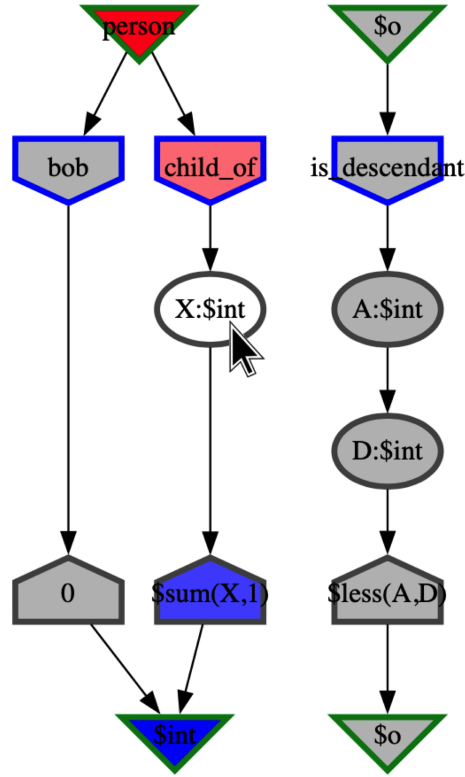 person $o
bob child_of is_descendant
X:$int A:$int
D:$int
0 $sum(X,1) $less(A,D)
$int $o